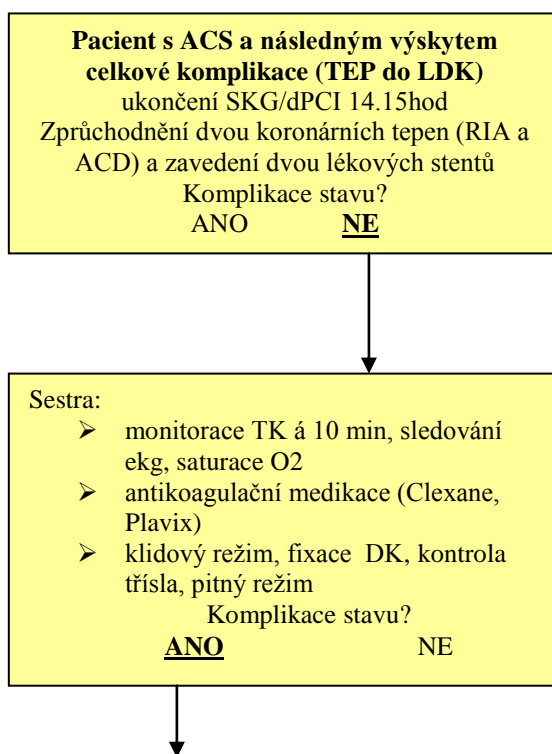 Pacient s ACS a následným výskytem
celkové komplikace (TEP do LDK)
ukončení SKG/dPCI 14.15hod
Zprůchodnění dvou koronárních tepen (RIA a
ACD) a zavedení dvou lékových stentů
Komplikace stavu?
ANO NE
Sestra:
➢ monitorace TK á 10 min, sledování
ekg, saturace O2
➢ antikoagulační medikace (Clexane,
Plavix)
➢ klidový režim, fixace DK, kontrola
třísla, pitný režim
Komplikace stavu?
ANO NE